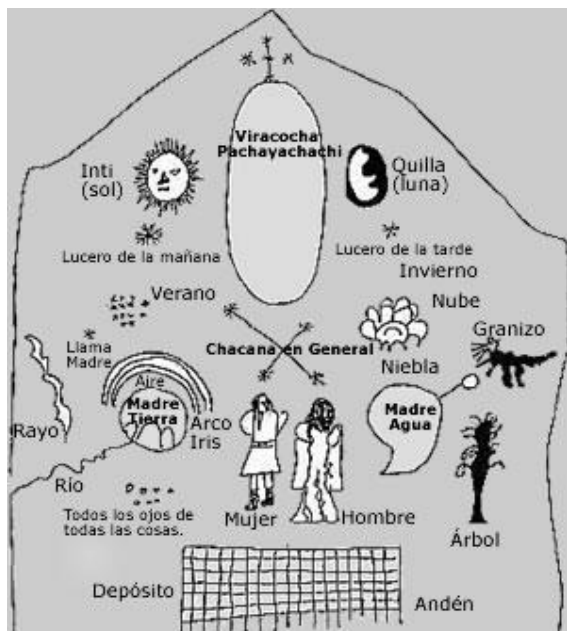 Viracocha
Pachayachachi
Inti
(sol)
Quilla
(luna)
Lucero de la mañana
Lucero de la tarde
Invierno
Verano
Nube
Granizo
Llama
Madre
Chacana en General
Niebla
Aire
Madre
Tierra
Arco
Iris
Madre
Agua
Rayo
Río
Todos los ojos de
todas las cosas.
Mujer
Hombre
Árbol
Depósito
Andén